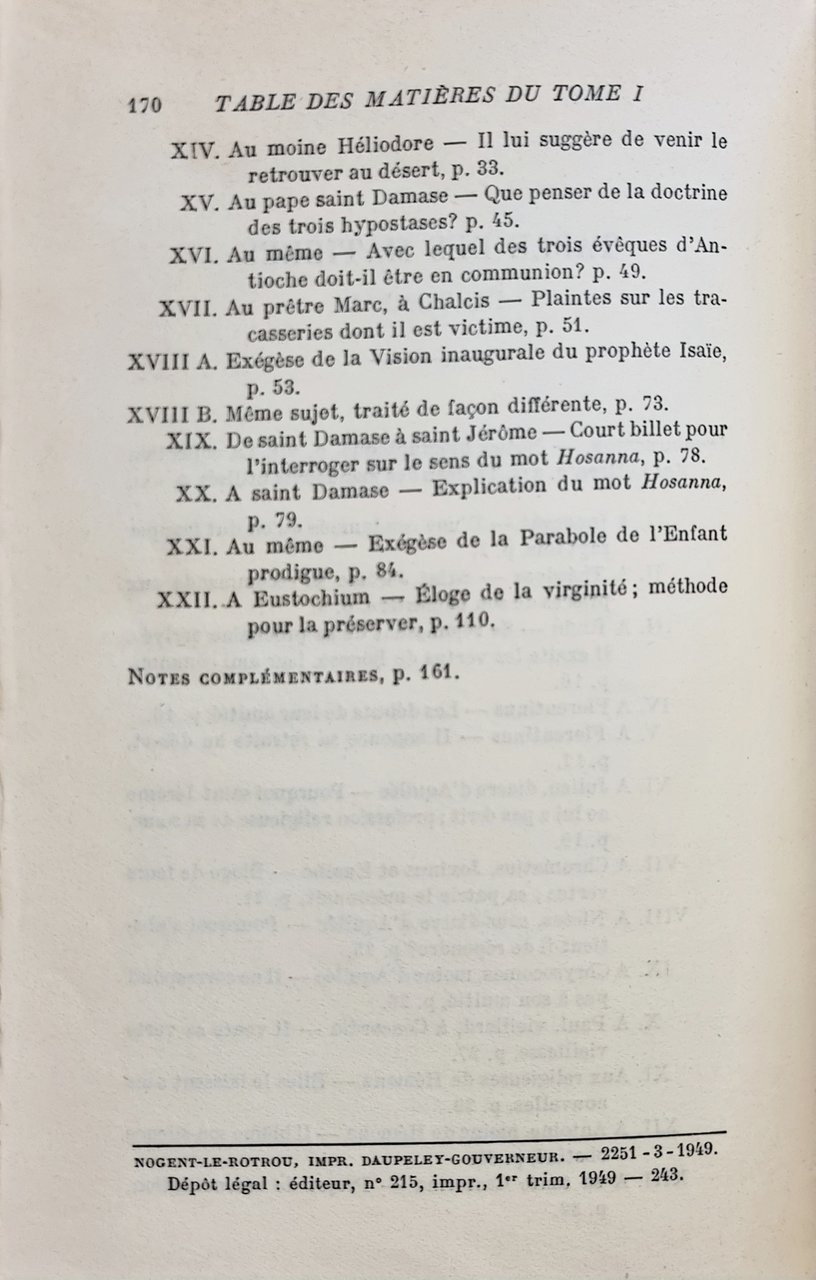 170 TABLE DES MATIÈRES DU TOME I
XIV. Au moine Héliodore — Il lui suggère de venir le
retrouver au désert, p. 33.
XV. Au pape saint Damase — Que penser de la doctrine
des trois hypostases? p. 45.
XVI. Au même — Avec lequel des trois évêques d'An-
tioche doit-il être en communion? p. 49.
XVII. Au prêtre Marc, à Chalcis — Plaintes sur les tra-
casseries dont il est victime, p. 51.
XVIII A. Exégèse de la Vision inaugurale du prophète Isaïe,
p. 53.
XVIII B. Même sujet, traité de façon différente, p. 73.
XIX. De saint Damase à saint Jérôme — Court billet pour
l'interroger sur le sens du mot Hosanna, p. 78.
XX. A saint Damase — Explication du mot Hosanna,
p. 79.
XXI. Au même — Exégèse de la Parabole de l'Enfant
prodigue, p. 84.
XXII. A Eustochium — Éloge de la virginité; méthode
pour la préserver, p. 110.
NOTES COMPLÉMENTAIRES, p. 161.
NOGENT-LE-ROTROU, IMPR. DAUPELEY-GOUVERNEUR. — 2251-3-1949.
Dépôt légal : éditeur, n° 215, impr., 1er trim. 1949 — 243.